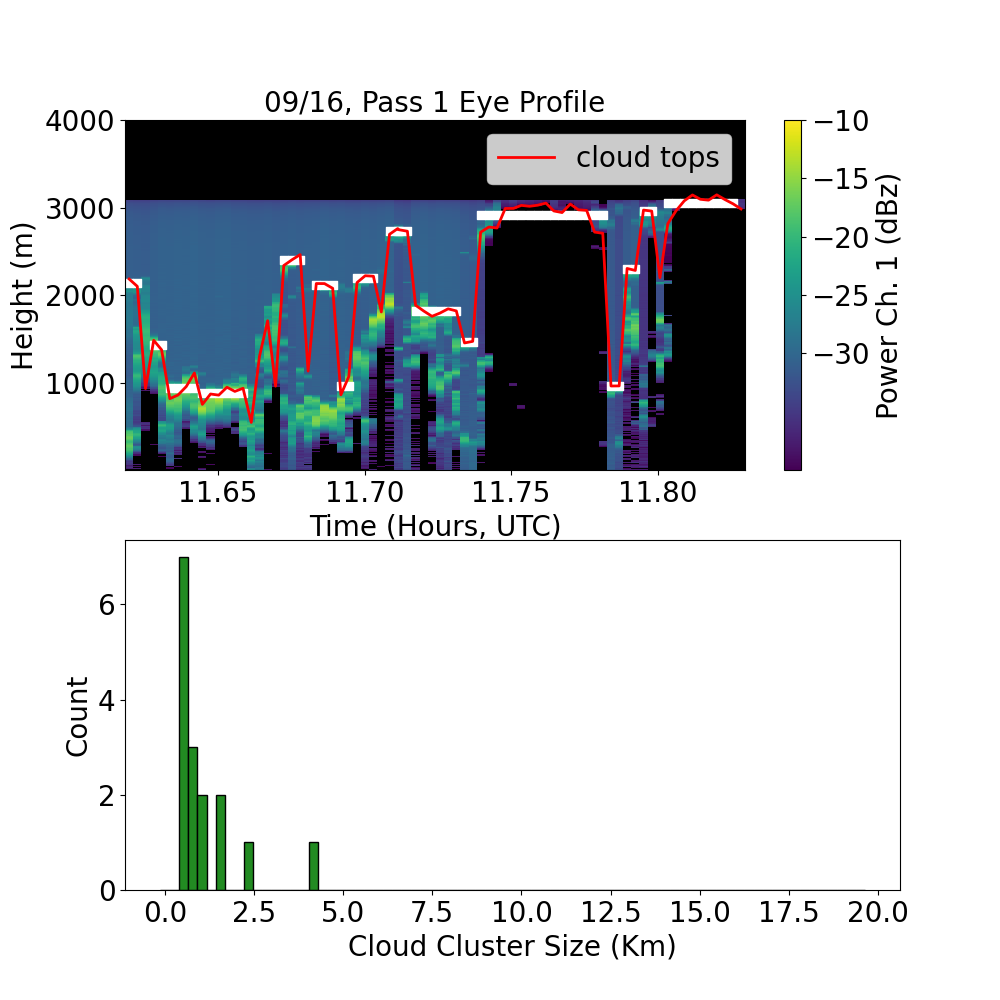 09/16, Pass 1 Eye Profile
4000
3000
2000
1000
Height (m)
cloud tops
11.65 11.70 11.75 11.80
Time (Hours, UTC)
−10
−15
−20
−25
−30
Power Ch. 1 (dBz)
6
4
2
0
Count
0.0 2.5 5.0 7.5 10.0 12.5 15.0 17.5 20.0
Cloud Cluster Size (Km)